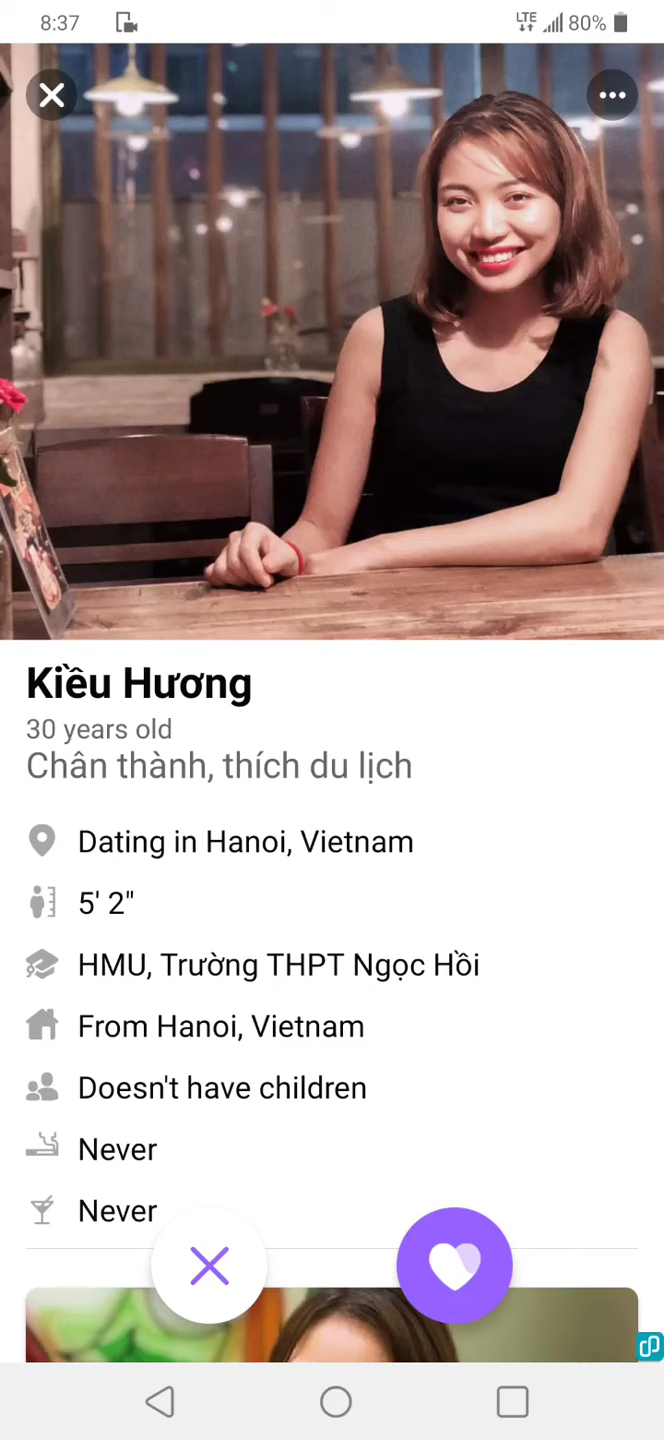 8:37
LTE
80%
Kiều Hương
30 years old
Chân thành, thích du lịch
Dating in Hanoi, Vietnam
5' 2"
HMU, Trường THPT Ngọc Hồi
From Hanoi, Vietnam
Doesn't have children
Never
Never